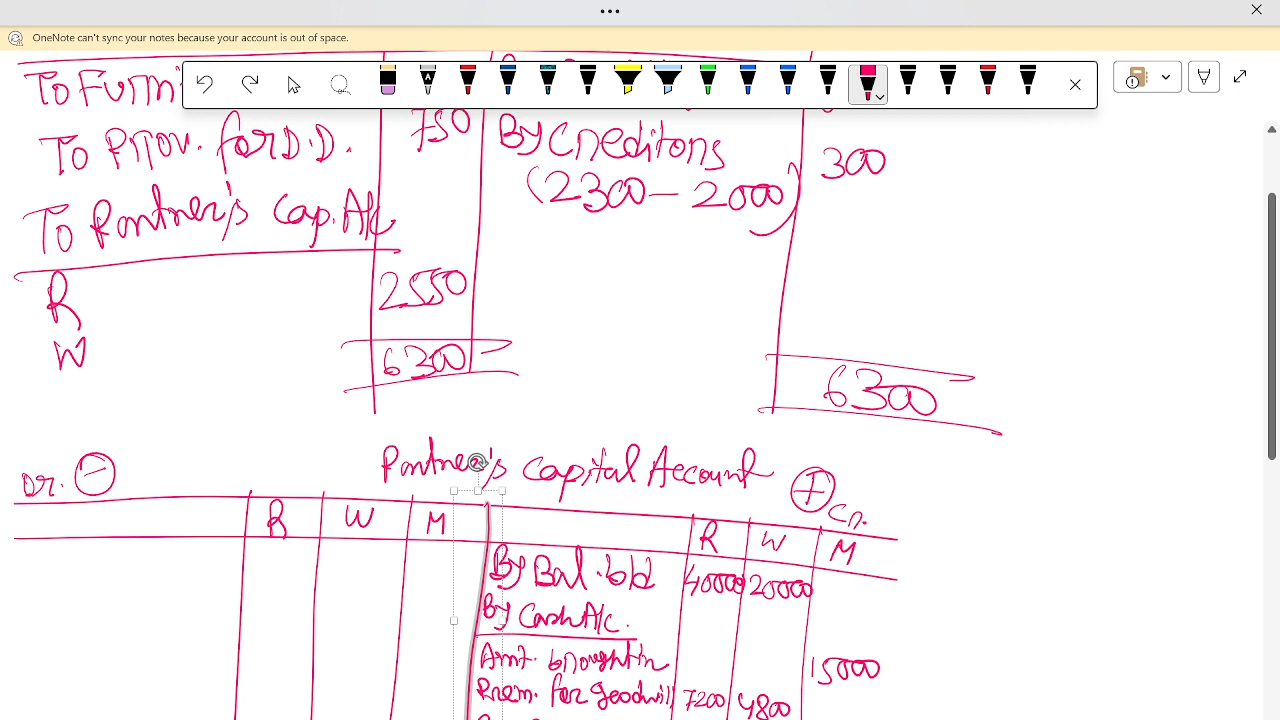 OneNote can't sync your notes because your account is out of space.
To Furni
To Prov. for D.D. 750 By Creditors 300
(2300 - 2000)
To Partner's Cap. A/c
R 2550
W
6300 6300
Partner's Capital Account
Dr. - + Cr.
R W M R W M
By Bal. b/d 40000 20000
By Cash A/c.
Amt. brought in 15000
Prem. for goodwill 7200 4800